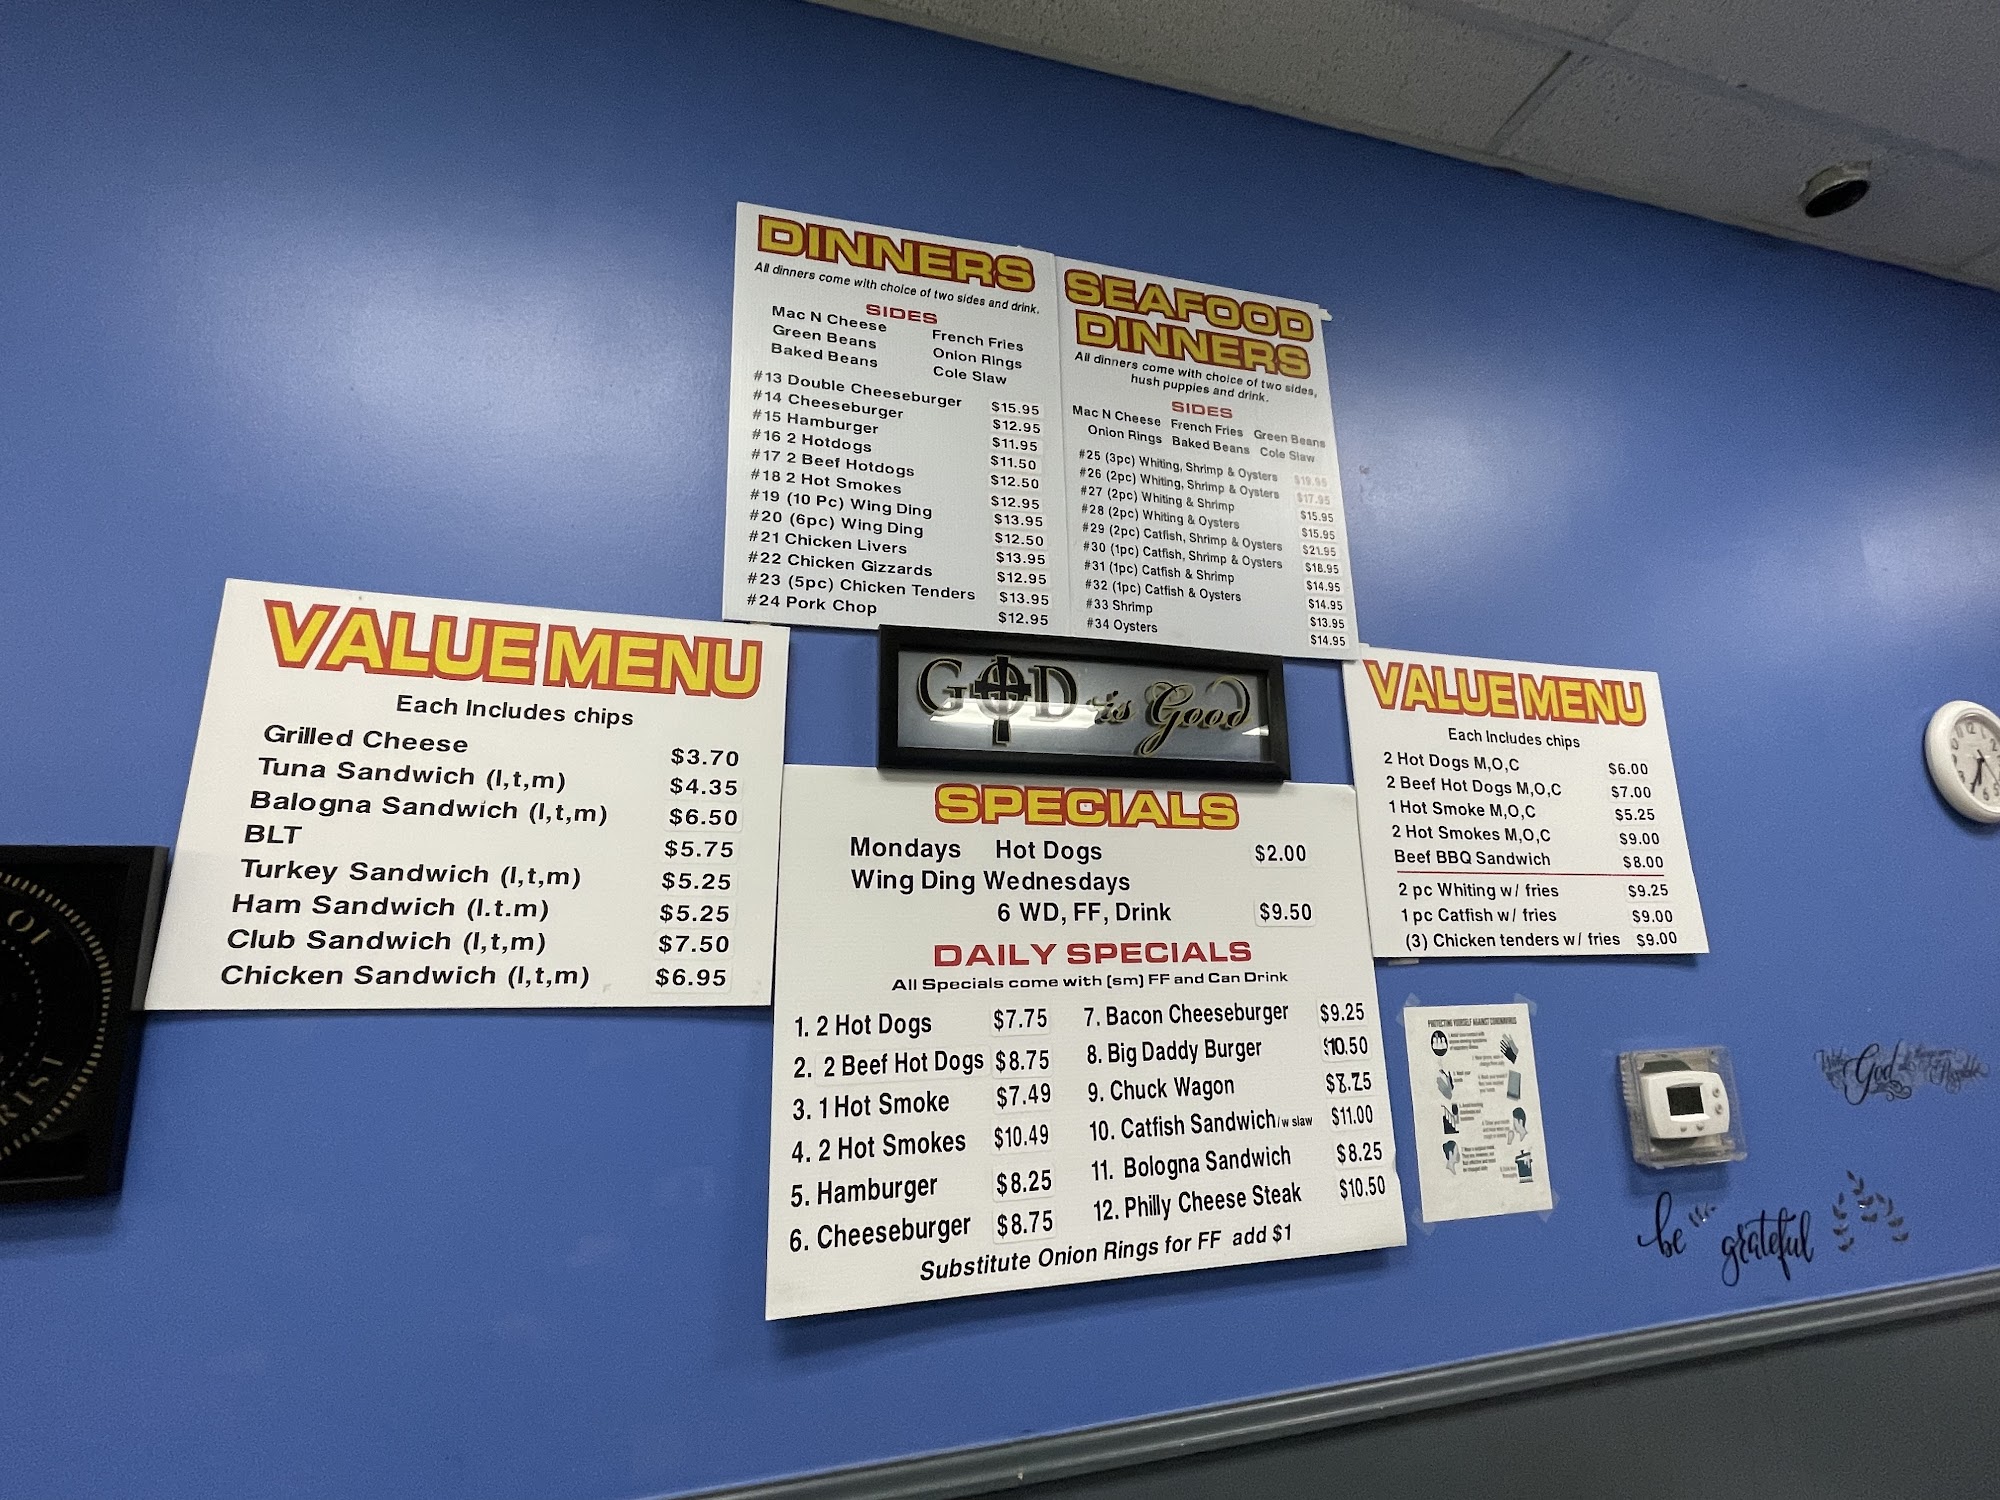 DINNERS
All dinners come with choice of two sides and drink.
SIDES
Mac N Cheese French Fries
Green Beans Onion Rings
Baked Beans Cole Slaw
#13 Double Cheeseburger $15.95
#14 Cheeseburger $12.95
#15 Hamburger $11.95
#16 2 Hotdogs $11.50
#17 2 Beef Hotdogs $12.50
#18 2 Hot Smokes $12.95
#19 (10 Pc) Wing Ding $13.95
#20 (6pc) Wing Ding $12.50
#21 Chicken Livers $13.95
#22 Chicken Gizzards $12.95
#23 (5pc) Chicken Tenders $13.95
#24 Pork Chop $12.95
SEAFOOD
DINNERS
All dinners come with choice of two sides,
hush puppies and drink.
SIDES
Mac N Cheese French Fries Green Beans
Onion Rings Baked Beans Cole Slaw
#25 (3pc) Whiting, Shrimp & Oysters $19.95
#26 (2pc) Whiting, Shrimp & Oysters $17.95
#27 (2pc) Whiting & Shrimp $15.95
#28 (2pc) Whiting & Oysters $15.95
#29 (2pc) Catfish, Shrimp & Oysters $21.95
#30 (1pc) Catfish, Shrimp & Oysters $18.95
#31 (1pc) Catfish & Shrimp $14.95
#32 (1pc) Catfish & Oysters $14.95
#33 Shrimp $13.95
#34 Oysters $14.95
VALUE MENU
Each Includes chips
Grilled Cheese $3.70
Tuna Sandwich (l,t,m) $4.35
Balogna Sandwich (l,t,m) $6.50
BLT $5.75
Turkey Sandwich (l,t,m) $5.25
Ham Sandwich (l.t.m) $5.25
Club Sandwich (l,t,m) $7.50
Chicken Sandwich (l,t,m) $6.95
GOD is Good
SPECIALS
Mondays Hot Dogs $2.00
Wing Ding Wednesdays
6 WD, FF, Drink $9.50
DAILY SPECIALS
All Specials come with (sm) FF and Can Drink
1. 2 Hot Dogs $7.75
2. 2 Beef Hot Dogs $8.75
3. 1 Hot Smoke $7.49
4. 2 Hot Smokes $10.49
5. Hamburger $8.25
6. Cheeseburger $8.75
7. Bacon Cheeseburger $9.25
8. Big Daddy Burger $10.50
9. Chuck Wagon $8.75
10. Catfish Sandwich/w slaw $11.00
11. Bologna Sandwich $8.25
12. Philly Cheese Steak $10.50
Substitute Onion Rings for FF add $1
VALUE MENU
Each Includes chips
2 Hot Dogs M,O,C $6.00
2 Beef Hot Dogs M,O,C $7.00
1 Hot Smoke M,O,C $5.25
2 Hot Smokes M,O,C $9.00
Beef BBQ Sandwich $8.00
2 pc Whiting w/ fries $9.25
1 pc Catfish w/ fries $9.00
(3) Chicken tenders w/ fries $9.00
PROTECTING YOURSELF AGAINST CORONAVIRUS
With God all things are Possible
be grateful
OF
RIST